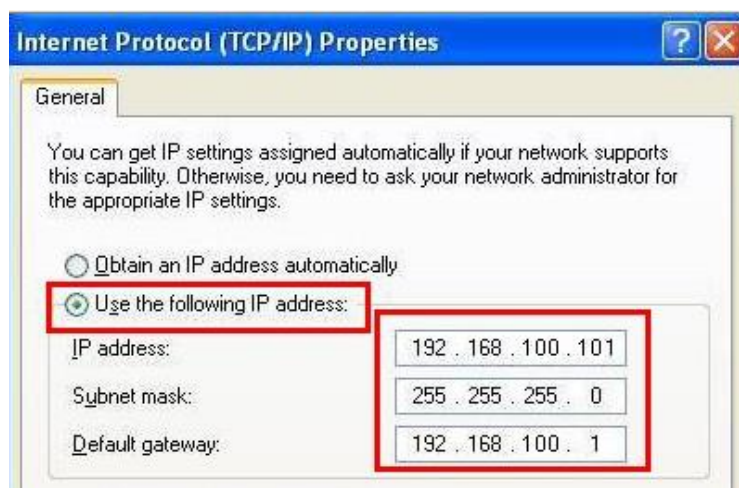 Internet Protocol (TCP/IP) Properties
General
You can get IP settings assigned automatically if your network supports
this capability. Otherwise, you need to ask your network administrator for
the appropriate IP settings.
Obtain an IP address automatically
Use the following IP address:
IP address: 192 . 168 . 100 . 101
Subnet mask: 255 . 255 . 255 . 0
Default gateway: 192 . 168 . 100 . 1